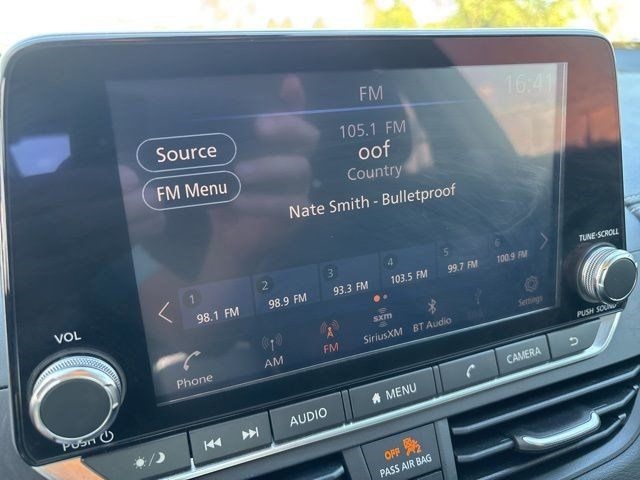 FM
16:41
105.1 FM
oof
Country
Source
FM Menu
Nate Smith - Bulletproof
1 2 3 4 5 6
98.1 FM 98.9 FM 93.3 FM 103.5 FM 99.7 FM 100.9 FM
Phone AM FM sxm SiriusXM BT Audio Settings
TUNE·SCROLL
PUSH SOUND
VOL
PUSH
AUDIO MENU CAMERA
OFF
PASS AIR BAG